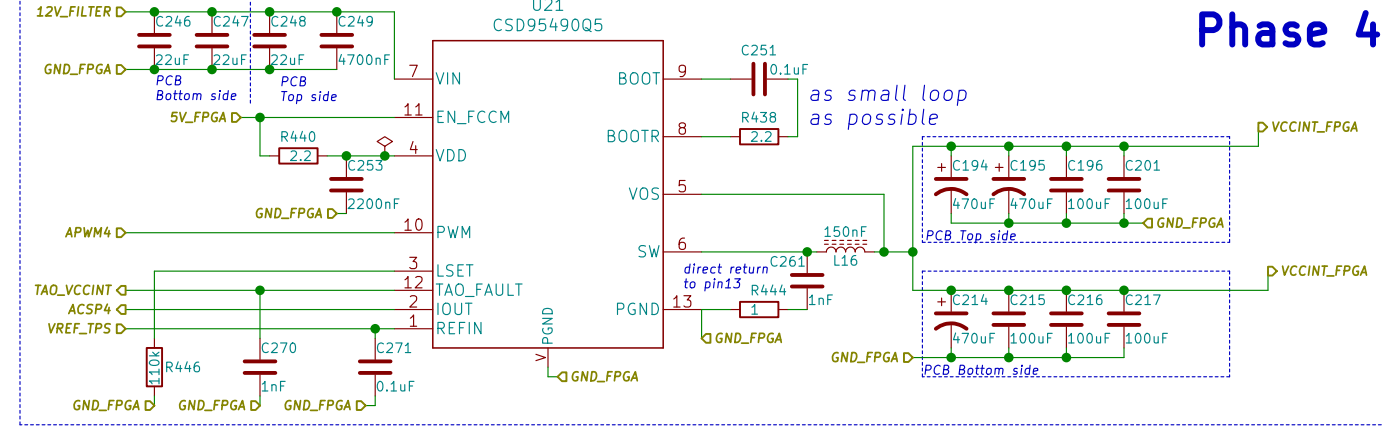 U21
CSD95490Q5
Phase 4
12V_FILTER
C246
C247
C248
C249
22uF
22uF
22uF
4700nF
GND_FPGA
PCB
Bottom side
PCB
Top side
7
VIN
5V_FPGA
11
EN_FCCM
R440
2.2
4
VDD
C253
2200nF
GND_FPGA
APWM4
10
PWM
3
LSET
TAO_VCCINT
12
TAO_FAULT
ACSP4
2
IOUT
VREF_TPS
1
REFIN
110k
R446
C270
1nF
C271
0.1uF
GND_FPGA
GND_FPGA
GND_FPGA
PGND
V
GND_FPGA
BOOT
9
C251
0.1uF
BOOTR
8
R438
2.2
as small loop
as possible
VOS
5
SW
6
150nF
L16
C261
1nF
direct return
to pin13
R444
1
PGND
13
GND_FPGA
VCCINT_FPGA
+ C194
+ C195
C196
C201
470uF
470uF
100uF
100uF
GND_FPGA
PCB Top side
VCCINT_FPGA
+ C214
C215
C216
C217
470uF
100uF
100uF
100uF
GND_FPGA
PCB Bottom side